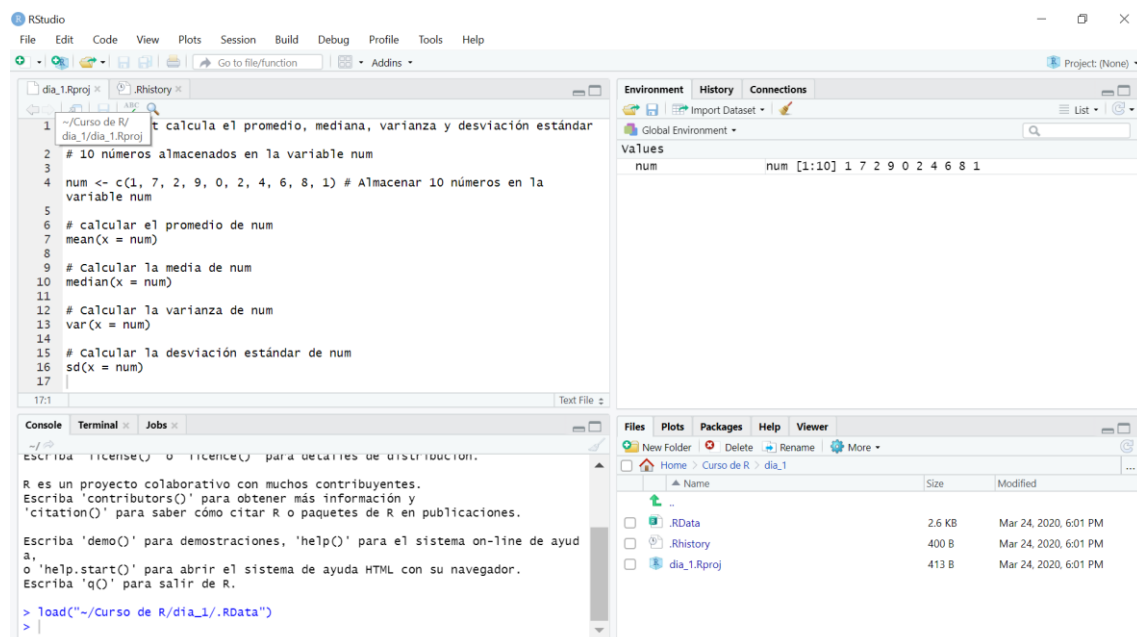 RStudio
File Edit Code View Plots Session Build Debug Profile Tools Help
Go to file/function Addins Project: (None)
dia_1.Rproj .Rhistory
ABC
~/Curso de R/
dia_1/dia_1.Rproj
1 t calcula el promedio, mediana, varianza y desviación estándar
2 # 10 números almacenados en la variable num
3
4 num <- c(1, 7, 2, 9, 0, 2, 4, 6, 8, 1) # Almacenar 10 números en la
variable num
5
6 # calcular el promedio de num
7 mean(x = num)
8
9 # Calcular la media de num
10 median(x = num)
11
12 # Calcular la varianza de num
13 var(x = num)
14
15 # Calcular la desviación estándar de num
16 sd(x = num)
17
17:1 Text File
Console Terminal Jobs
~/
Escriba 'license()' o 'licence()' para detalles de distribución.
R es un proyecto colaborativo con muchos contribuyentes.
Escriba 'contributors()' para obtener más información y
'citation()' para saber cómo citar R o paquetes de R en publicaciones.
Escriba 'demo()' para demostraciones, 'help()' para el sistema on-line de ayud
a,
o 'help.start()' para abrir el sistema de ayuda HTML con su navegador.
Escriba 'q()' para salir de R.
> load("~/Curso de R/dia_1/.RData")
>
Environment History Connections
Import Dataset List
Global Environment
Values
num num [1:10] 1 7 2 9 0 2 4 6 8 1
Files Plots Packages Help Viewer
New Folder Delete Rename More
Home > Curso de R > dia_1
Name Size Modified
..
.RData 2.6 KB Mar 24, 2020, 6:01 PM
.Rhistory 400 B Mar 24, 2020, 6:01 PM
dia_1.Rproj 413 B Mar 24, 2020, 6:01 PM